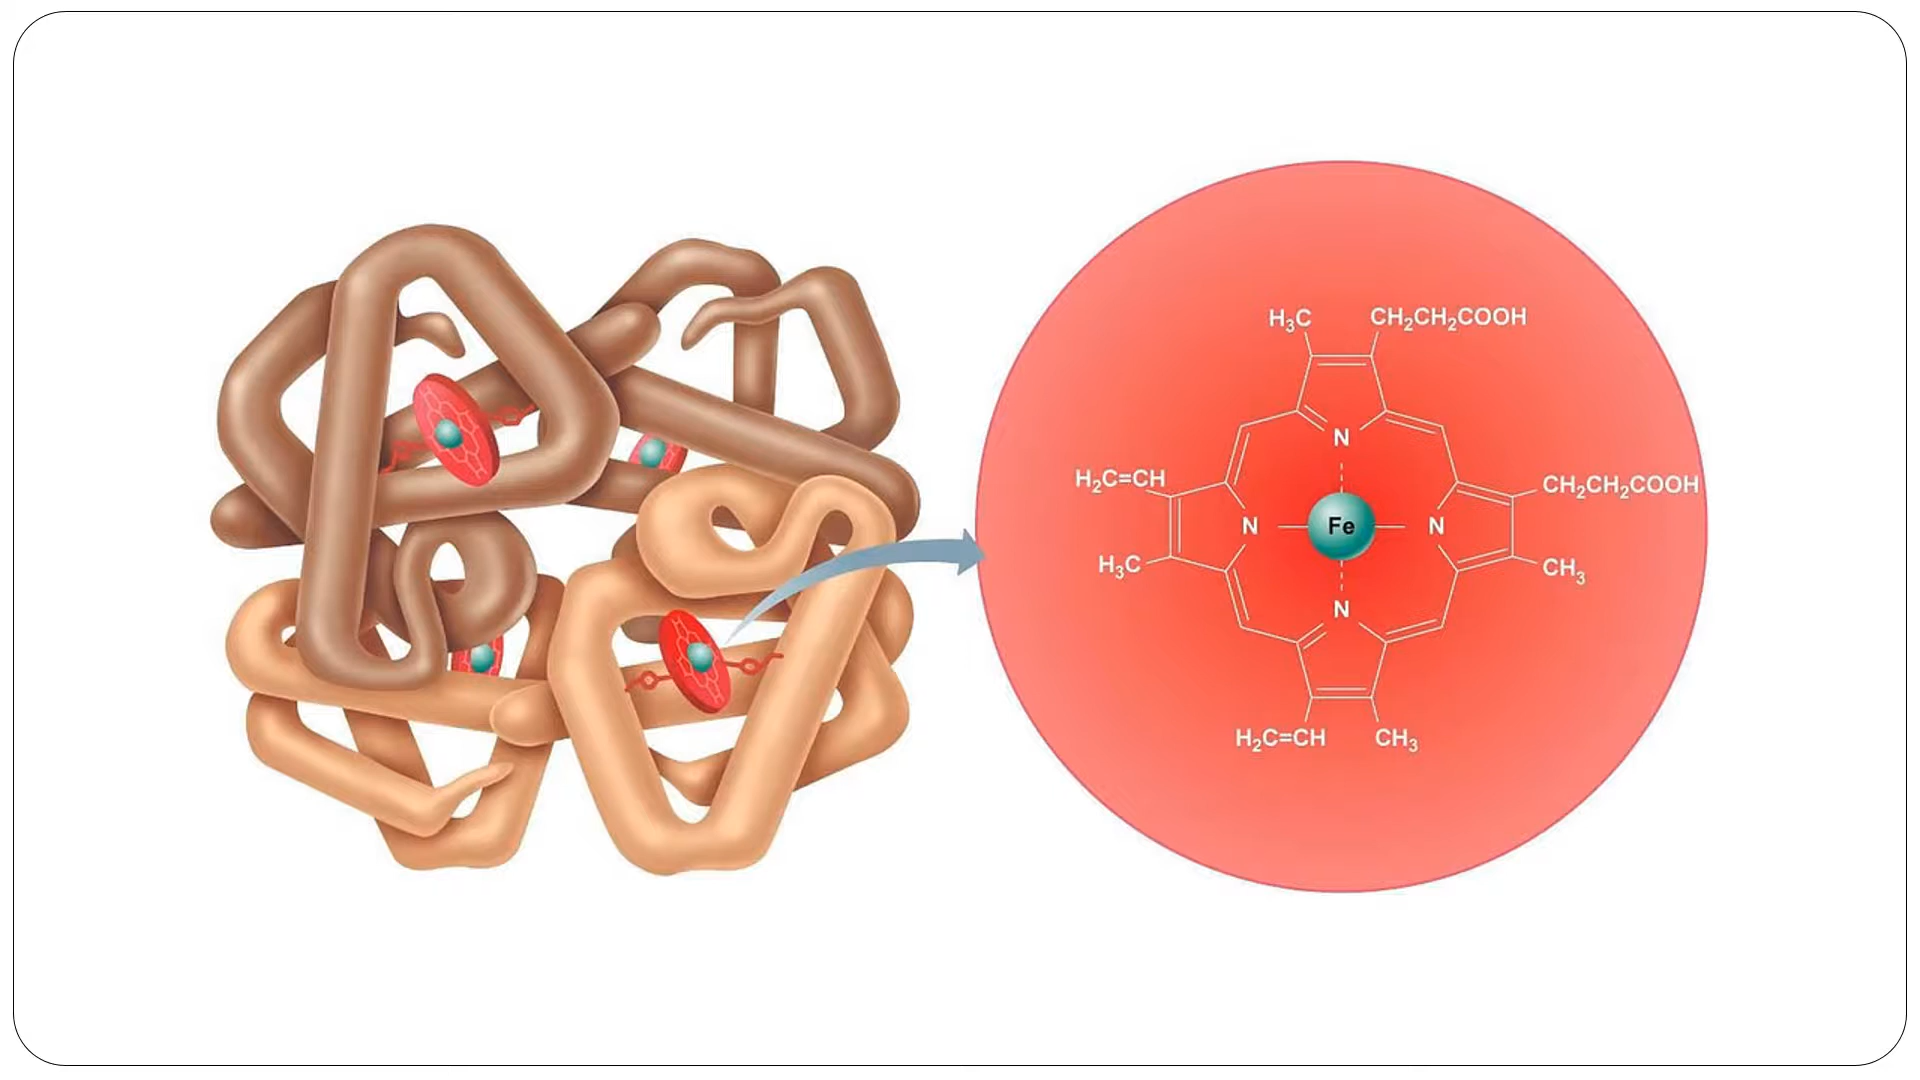 H₃C
CH₂CH₂COOH
N
H₂C=CH
CH₂CH₂COOH
N
Fe
N
H₃C
CH₃
N
H₂C=CH
CH₃